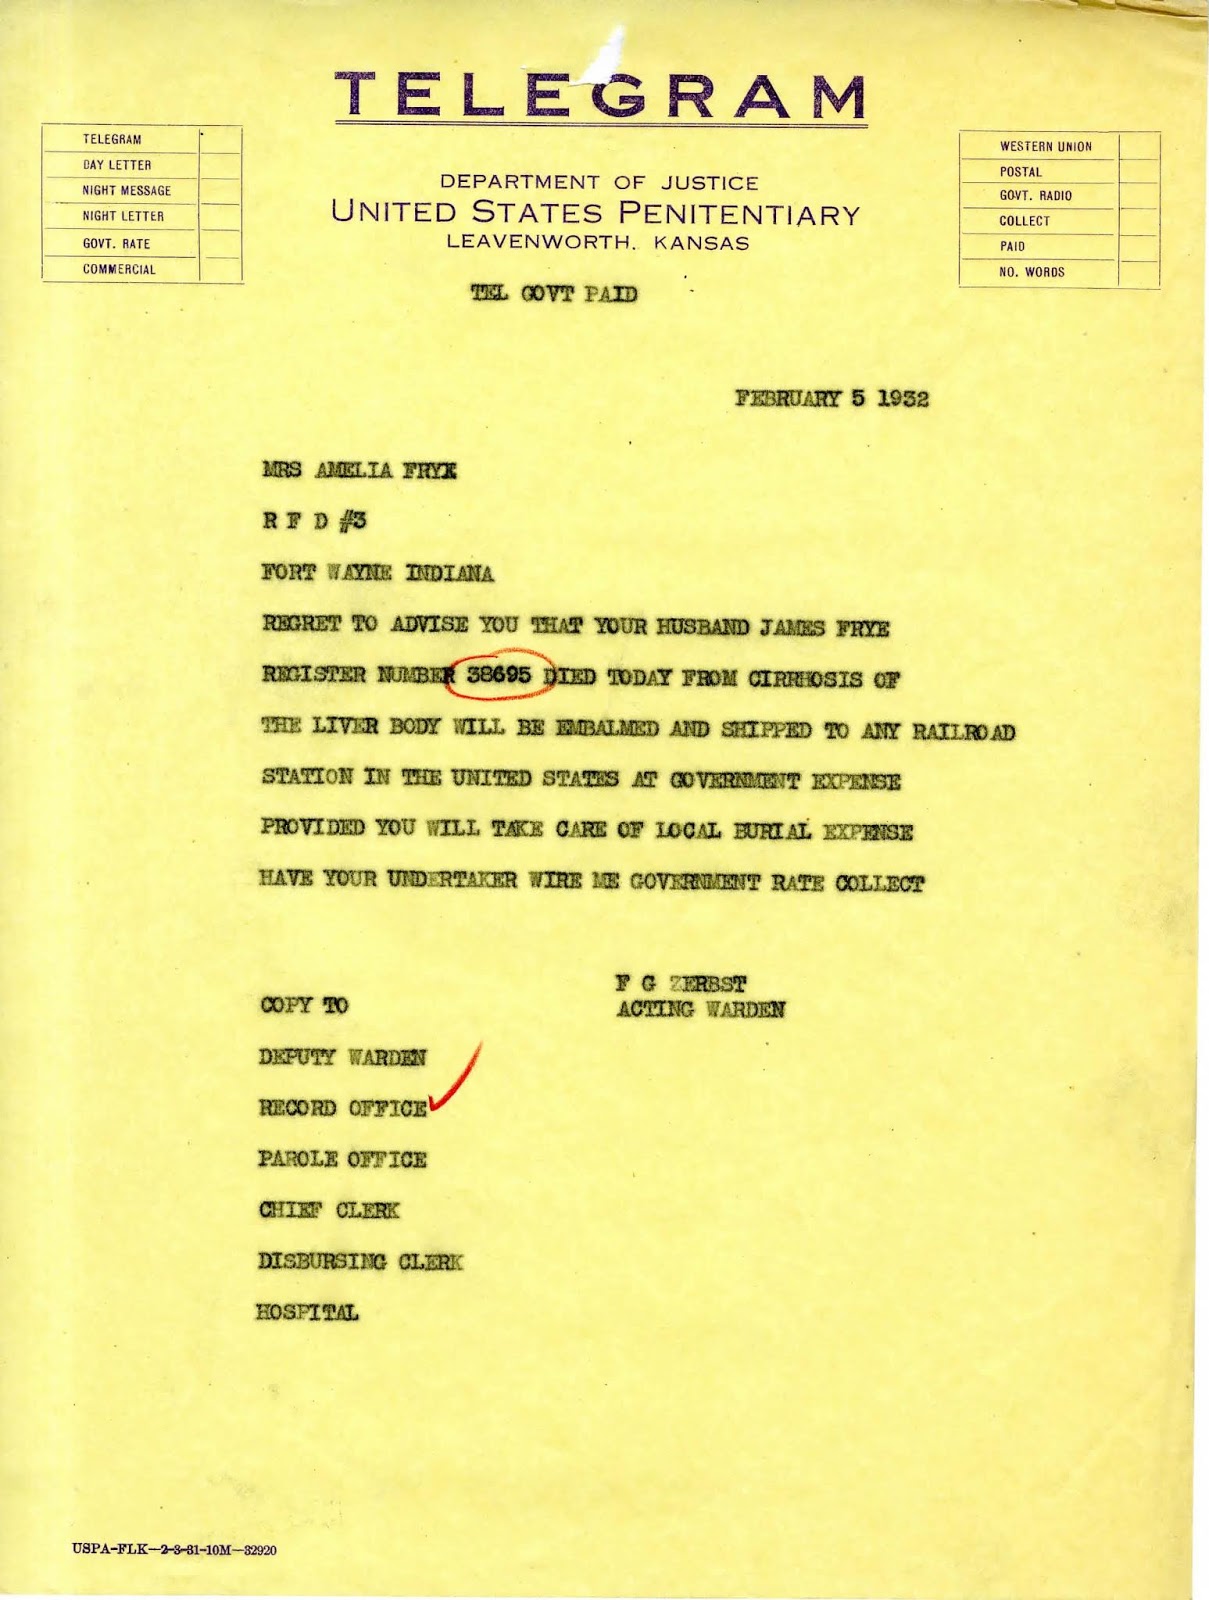 TELEGRAM
TELEGRAM
DAY LETTER
NIGHT MESSAGE
NIGHT LETTER
GOVT. RATE
COMMERCIAL
WESTERN UNION
POSTAL
GOVT. RADIO
COLLECT
PAID
NO. WORDS
DEPARTMENT OF JUSTICE
UNITED STATES PENITENTIARY
LEAVENWORTH, KANSAS
TEL GOVT PAID
FEBRUARY 5 1932
MRS AMELIA FRYE
R F D #3
FORT WAYNE INDIANA
REGRET TO ADVISE YOU THAT YOUR HUSBAND JAMES FRYE
REGISTER NUMBER 38695 DIED TODAY FROM CIRRHOSIS OF
THE LIVER BODY WILL BE EMBALMED AND SHIPPED TO ANY RAILROAD
STATION IN THE UNITED STATES AT GOVERNMENT EXPENSE
PROVIDED YOU WILL TAKE CARE OF LOCAL BURIAL EXPENSE
HAVE YOUR UNDERTAKER WIRE ME GOVERNMENT RATE COLLECT
F G ZERBST
ACTING WARDEN
COPY TO
DEPUTY WARDEN
RECORD OFFICE
PAROLE OFFICE
CHIEF CLERK
DISBURSING CLERK
HOSPITAL
USPA-FLK—2-3-31-10M—32920